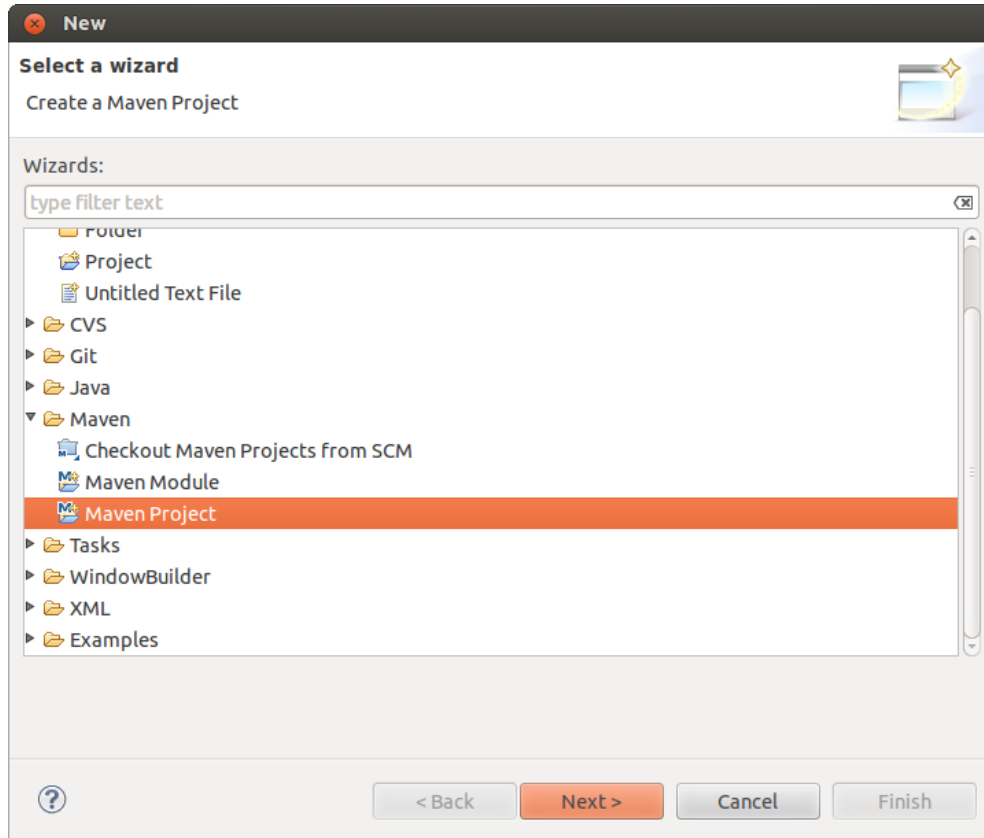 New
Select a wizard
Create a Maven Project
Wizards:
type filter text
Folder
Project
Untitled Text File
CVS
Git
Java
Maven
Checkout Maven Projects from SCM
Maven Module
Maven Project
Tasks
WindowBuilder
XML
Examples
< Back Next > Cancel Finish